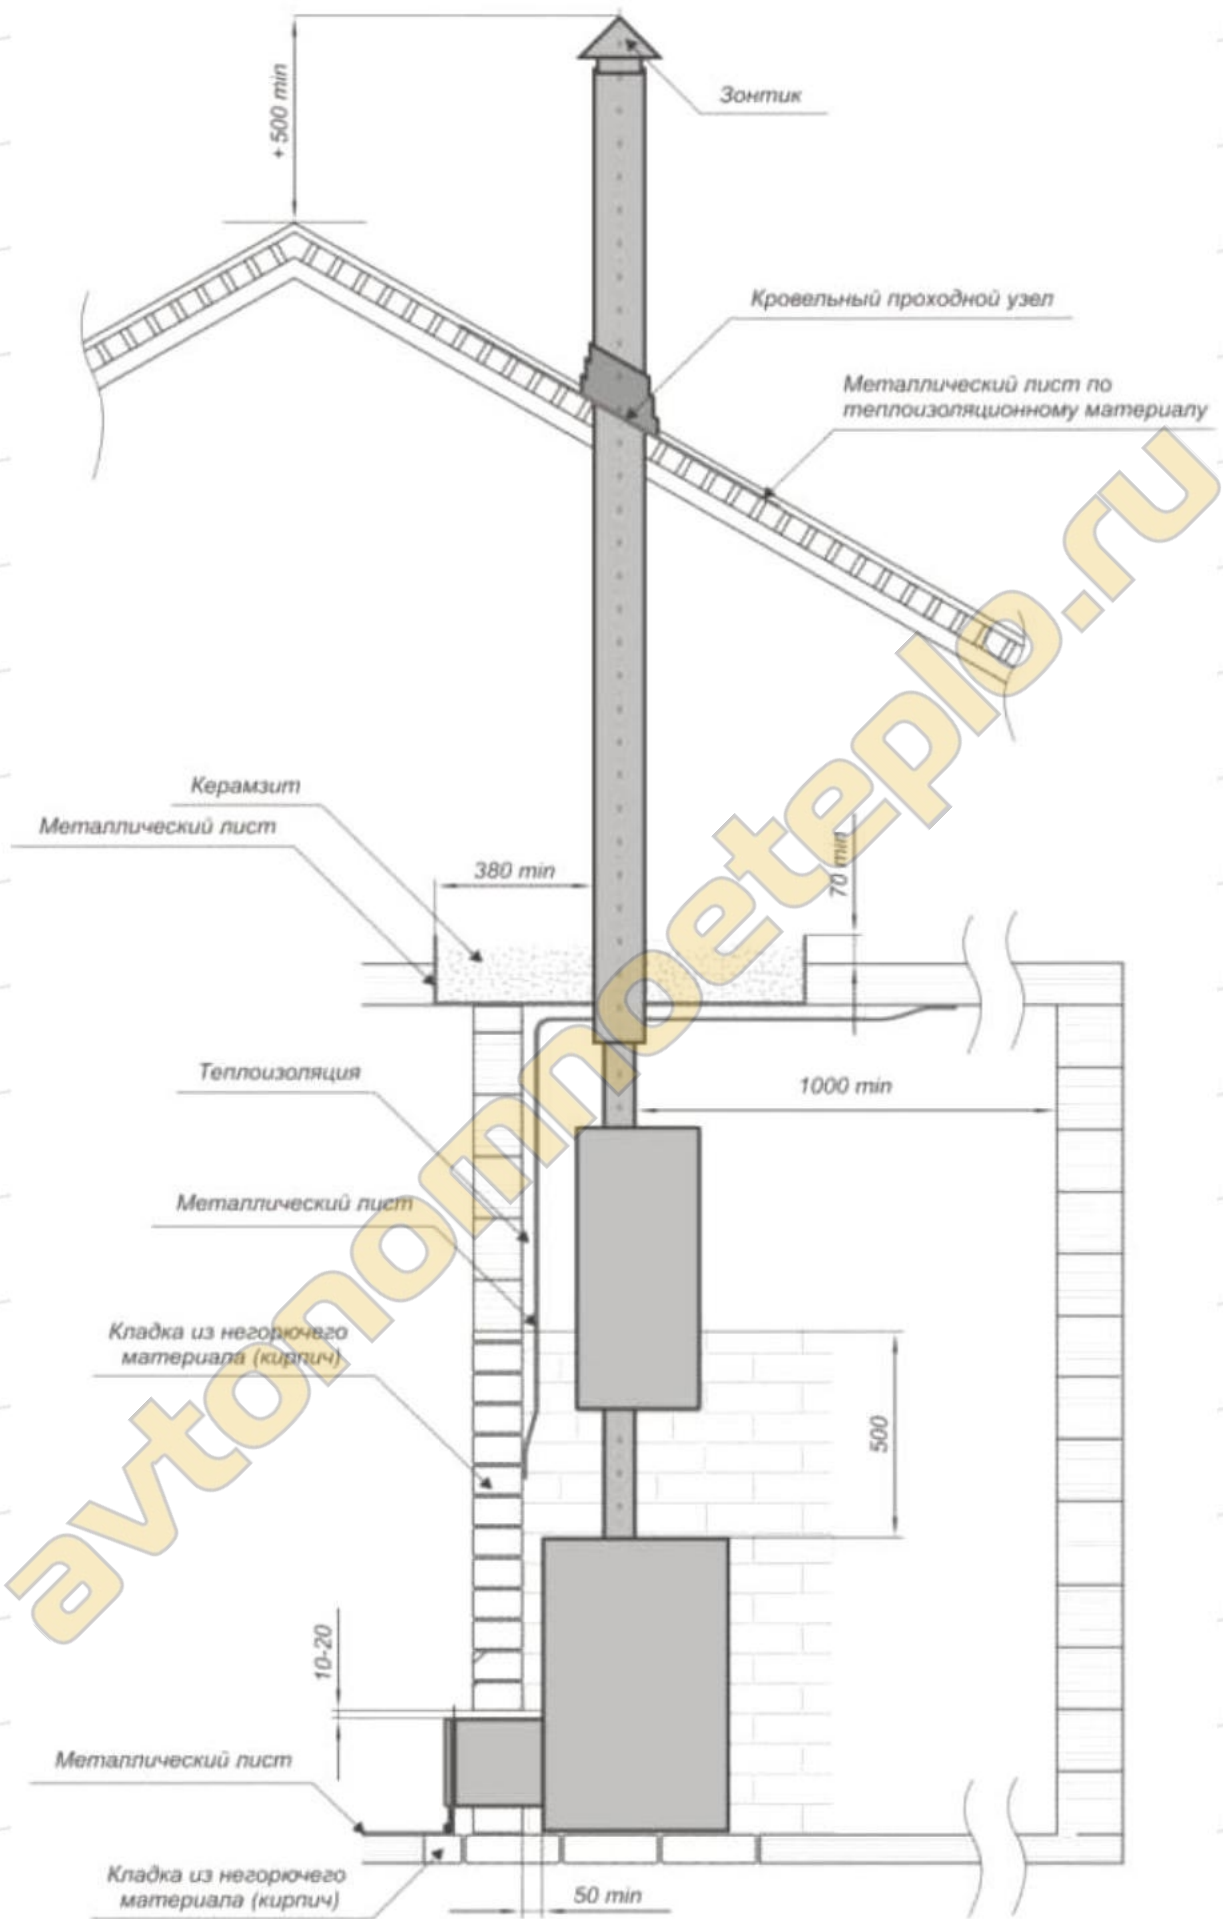 + 500 min
Зонтик
Кровельный проходной узел
Металлический лист по
теплоизоляционному материалу
Керамзит
Металлический лист
380 min
70 min
Теплоизоляция
1000 min
Металлический лист
Кладка из негорючего
материала (кирпич)
500
10-20
Металлический лист
Кладка из негорючего
материала (кирпич)
50 min
avtonomnoeteplo.ru